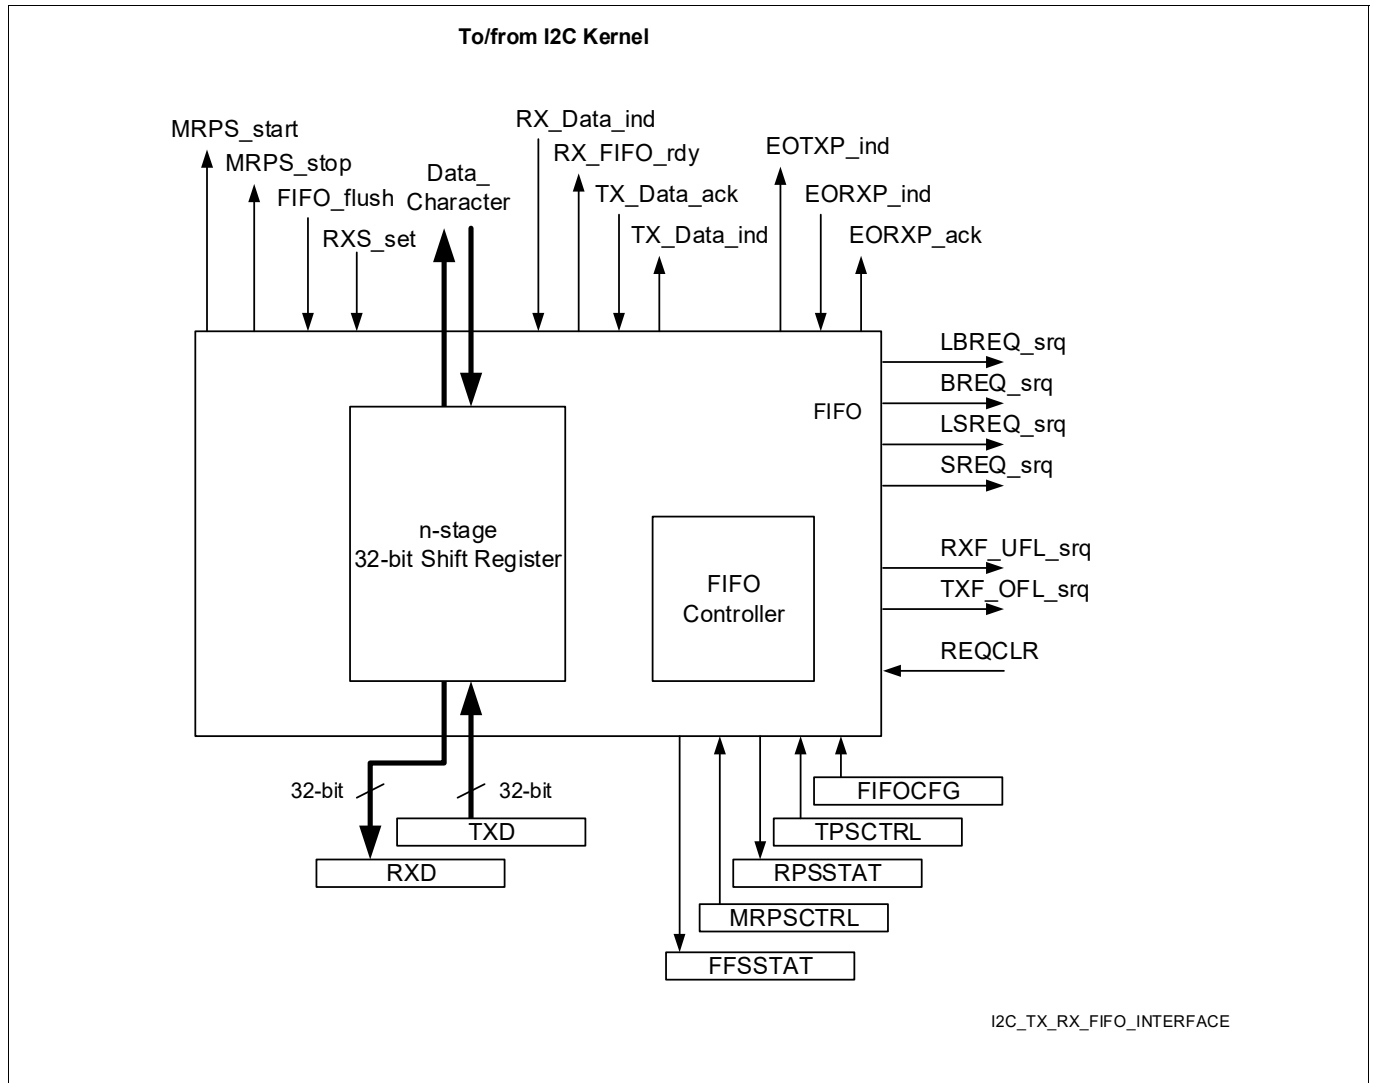 To/from I2C Kernel
MRPS_start
MRPS_stop
FIFO_flush
RXS_set
Data_
Character
RX_Data_ind
RX_FIFO_rdy
TX_Data_ack
TX_Data_ind
EOTXP_ind
EORXP_ind
EORXP_ack
LBREQ_srq
BREQ_srq
LSREQ_srq
SREQ_srq
FIFO
n-stage
32-bit Shift Register
FIFO
Controller
RXF_UFL_srq
TXF_OFL_srq
REQCLR
32-bit
32-bit
TXD
RXD
FIFOCFG
TPSCTRL
RPSSTAT
MRPSCTRL
FFSSTAT
I2C_TX_RX_FIFO_INTERFACE